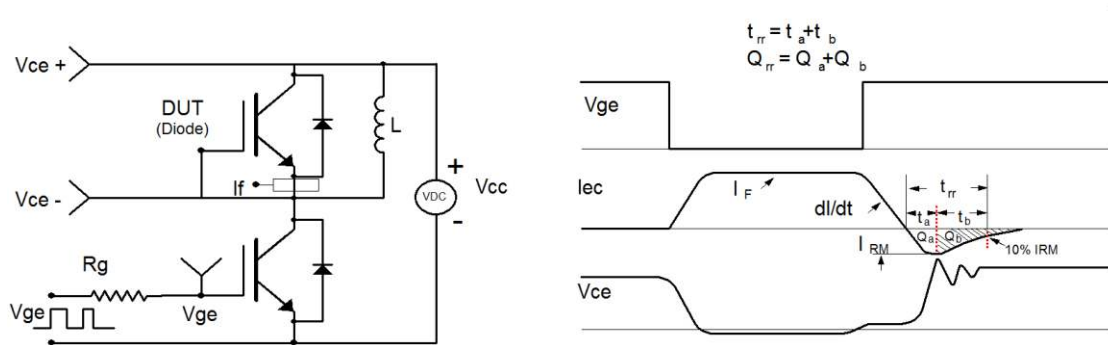 Vce +
DUT
(Diode)
L
If
Vce -
+
VDC
-
Vcc
Rg
Vge
Vge
t rr = t a + t b
Q rr = Q a + Q b
Vge
Iec
I F
dI/dt
t rr
t a
t b
Q a
Q b
I RM
10% IRM
Vce